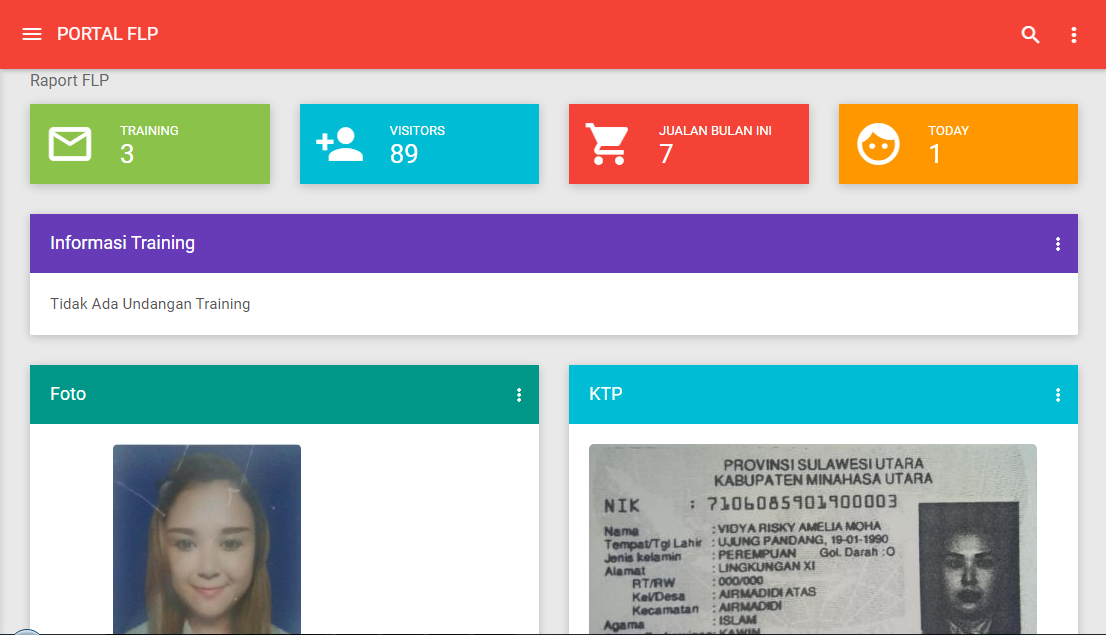 PORTAL FLP
Raport FLP
TRAINING
3
VISITORS
89
JUALAN BULAN INI
7
TODAY
1
Informasi Training
Tidak Ada Undangan Training
Foto
KTP
PROVINSI SULAWESI UTARA
KABUPATEN MINAHASA UTARA
NIK : 7106085901900003
Nama : VIDYA RISKY AMELIA MOHA
Tempat/Tgl Lahir : UJUNG PANDANG, 19-01-1990
Jenis kelamin : PEREMPUAN Gol. Darah : O
Alamat : LINGKUNGAN XI
RT/RW : 000/000
Kel/Desa : AIRMADIDI ATAS
Kecamatan : AIRMADIDI
Agama : ISLAM
: KAWIN